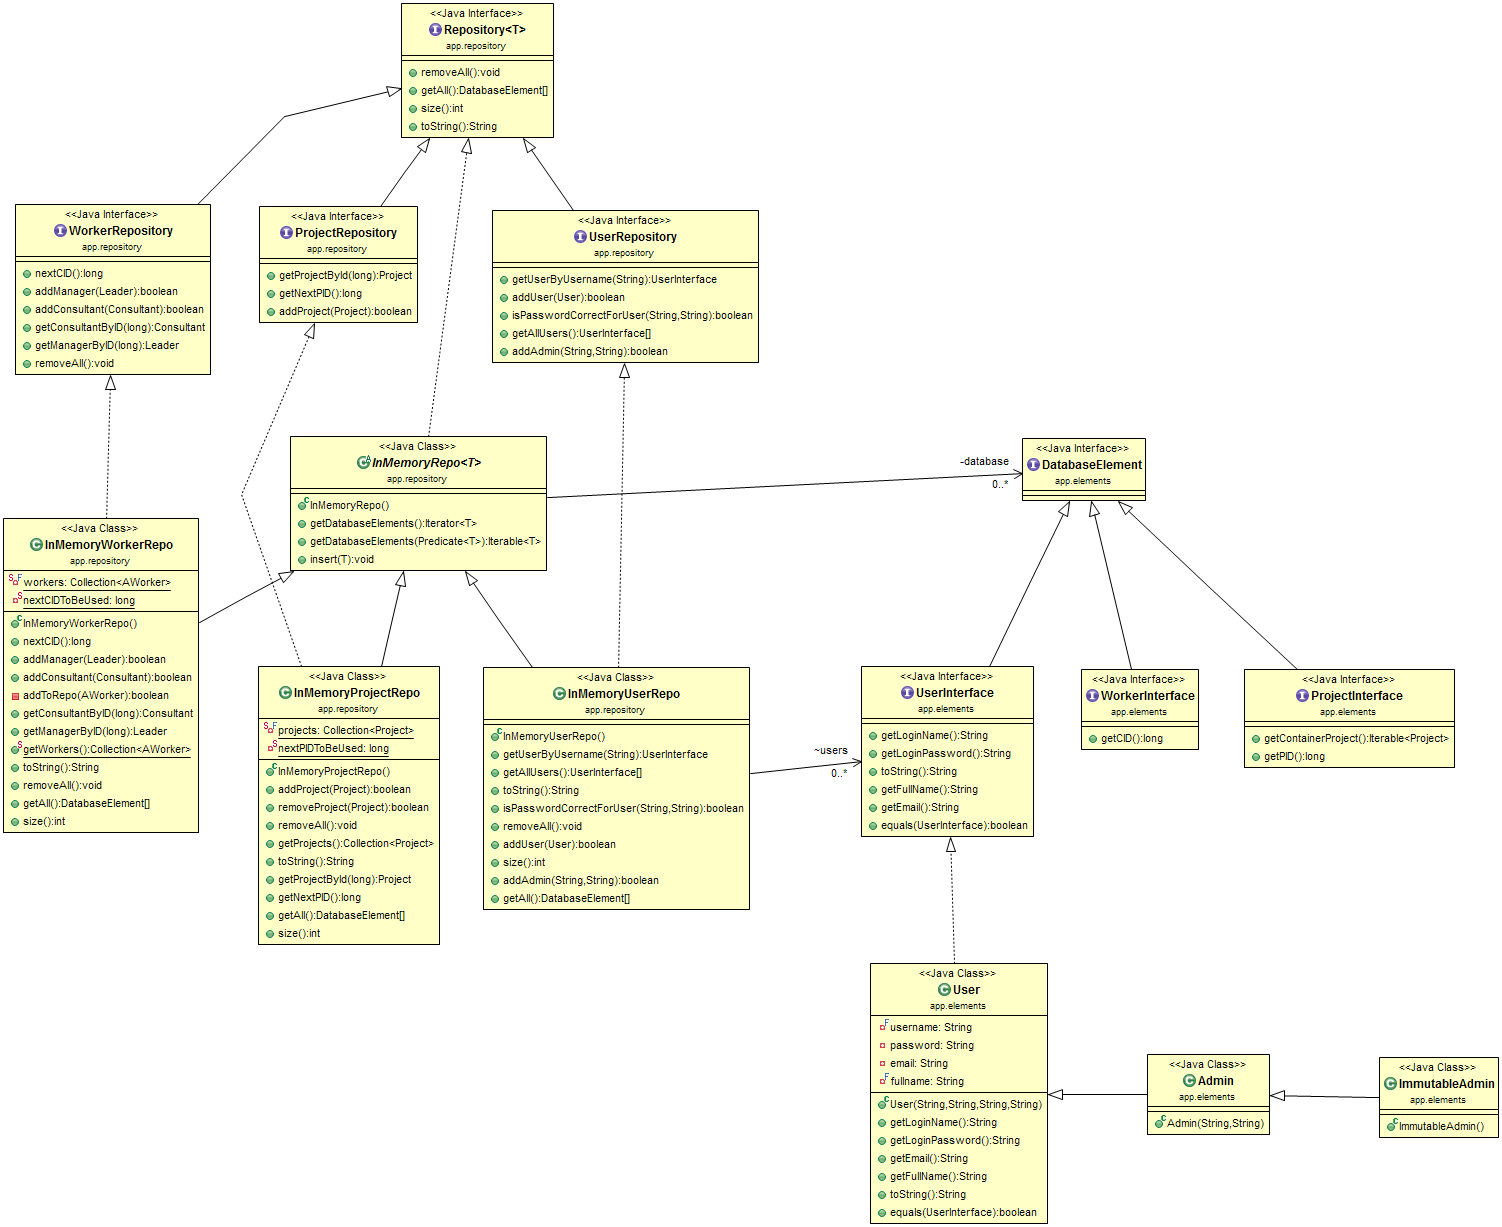 <<Java Interface>>
Repository<T>
app.repository
removeAll():void
getAll():DatabaseElement[]
size():int
toString():String
<<Java Interface>>
WorkerRepository
app.repository
nextCID():long
addManager(Leader):boolean
addConsultant(Consultant):boolean
getConsultantByID(long):Consultant
getManagerByID(long):Leader
removeAll():void
<<Java Interface>>
ProjectRepository
app.repository
getProjectById(long):Project
getNextPID():long
addProject(Project):boolean
<<Java Interface>>
UserRepository
app.repository
getUserByUsername(String):UserInterface
addUser(User):boolean
isPasswordCorrectForUser(String,String):boolean
getAllUsers():UserInterface[]
addAdmin(String,String):boolean
<<Java Class>>
InMemoryRepo<T>
app.repository
InMemoryRepo()
getDatabaseElements():Iterator<T>
getDatabaseElements(Predicate<T>):Iterable<T>
insert(T):void
-database
0..*
<<Java Interface>>
DatabaseElement
app.elements
<<Java Class>>
InMemoryWorkerRepo
app.repository
workers: Collection<AWorker>
nextCIDToBeUsed: long
InMemoryWorkerRepo()
nextCID():long
addManager(Leader):boolean
addConsultant(Consultant):boolean
addToRepo(AWorker):boolean
getConsultantByID(long):Consultant
getManagerByID(long):Leader
getWorkers():Collection<AWorker>
toString():String
removeAll():void
getAll():DatabaseElement[]
size():int
<<Java Class>>
InMemoryProjectRepo
app.repository
projects: Collection<Project>
nextPIDToBeUsed: long
InMemoryProjectRepo()
addProject(Project):boolean
removeProject(Project):boolean
removeAll():void
getProjects():Collection<Project>
toString():String
getProjectById(long):Project
getNextPID():long
getAll():DatabaseElement[]
size():int
<<Java Class>>
InMemoryUserRepo
app.repository
InMemoryUserRepo()
getUserByUsername(String):UserInterface
getAllUsers():UserInterface[]
toString():String
isPasswordCorrectForUser(String,String):boolean
removeAll():void
addUser(User):boolean
size():int
addAdmin(String,String):boolean
getAll():DatabaseElement[]
~users
0..*
<<Java Interface>>
UserInterface
app.elements
getLoginName():String
getLoginPassword():String
toString():String
getFullName():String
getEmail():String
equals(UserInterface):boolean
<<Java Interface>>
WorkerInterface
app.elements
getCID():long
<<Java Interface>>
ProjectInterface
app.elements
getContainerProject():Iterable<Project>
getPID():long
<<Java Class>>
User
app.elements
username: String
password: String
email: String
fullname: String
User(String,String,String,String)
getLoginName():String
getLoginPassword():String
getEmail():String
getFullName():String
toString():String
equals(UserInterface):boolean
<<Java Class>>
Admin
app.elements
Admin(String,String)
<<Java Class>>
ImmutableAdmin
app.elements
ImmutableAdmin()